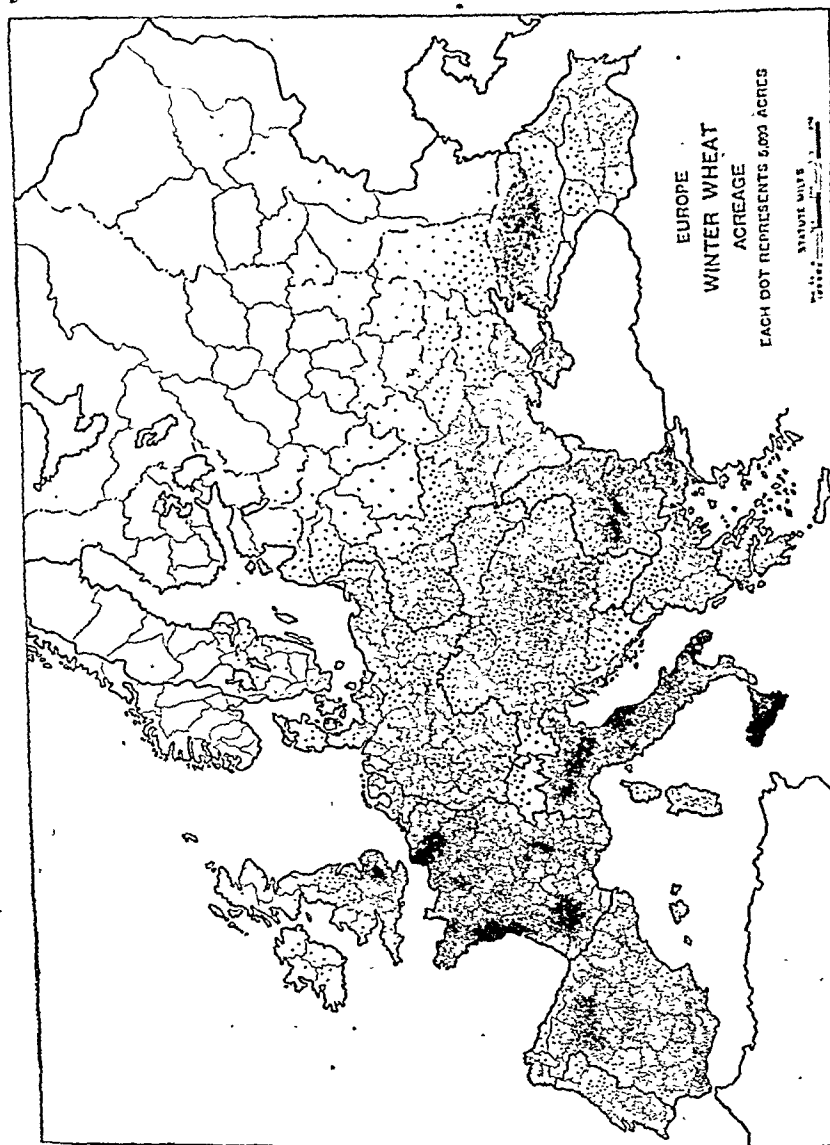 EUROPE
WINTER WHEAT
ACREAGE
EACH DOT REPRESENTS 5,000 ACRES
STATUTE MILES